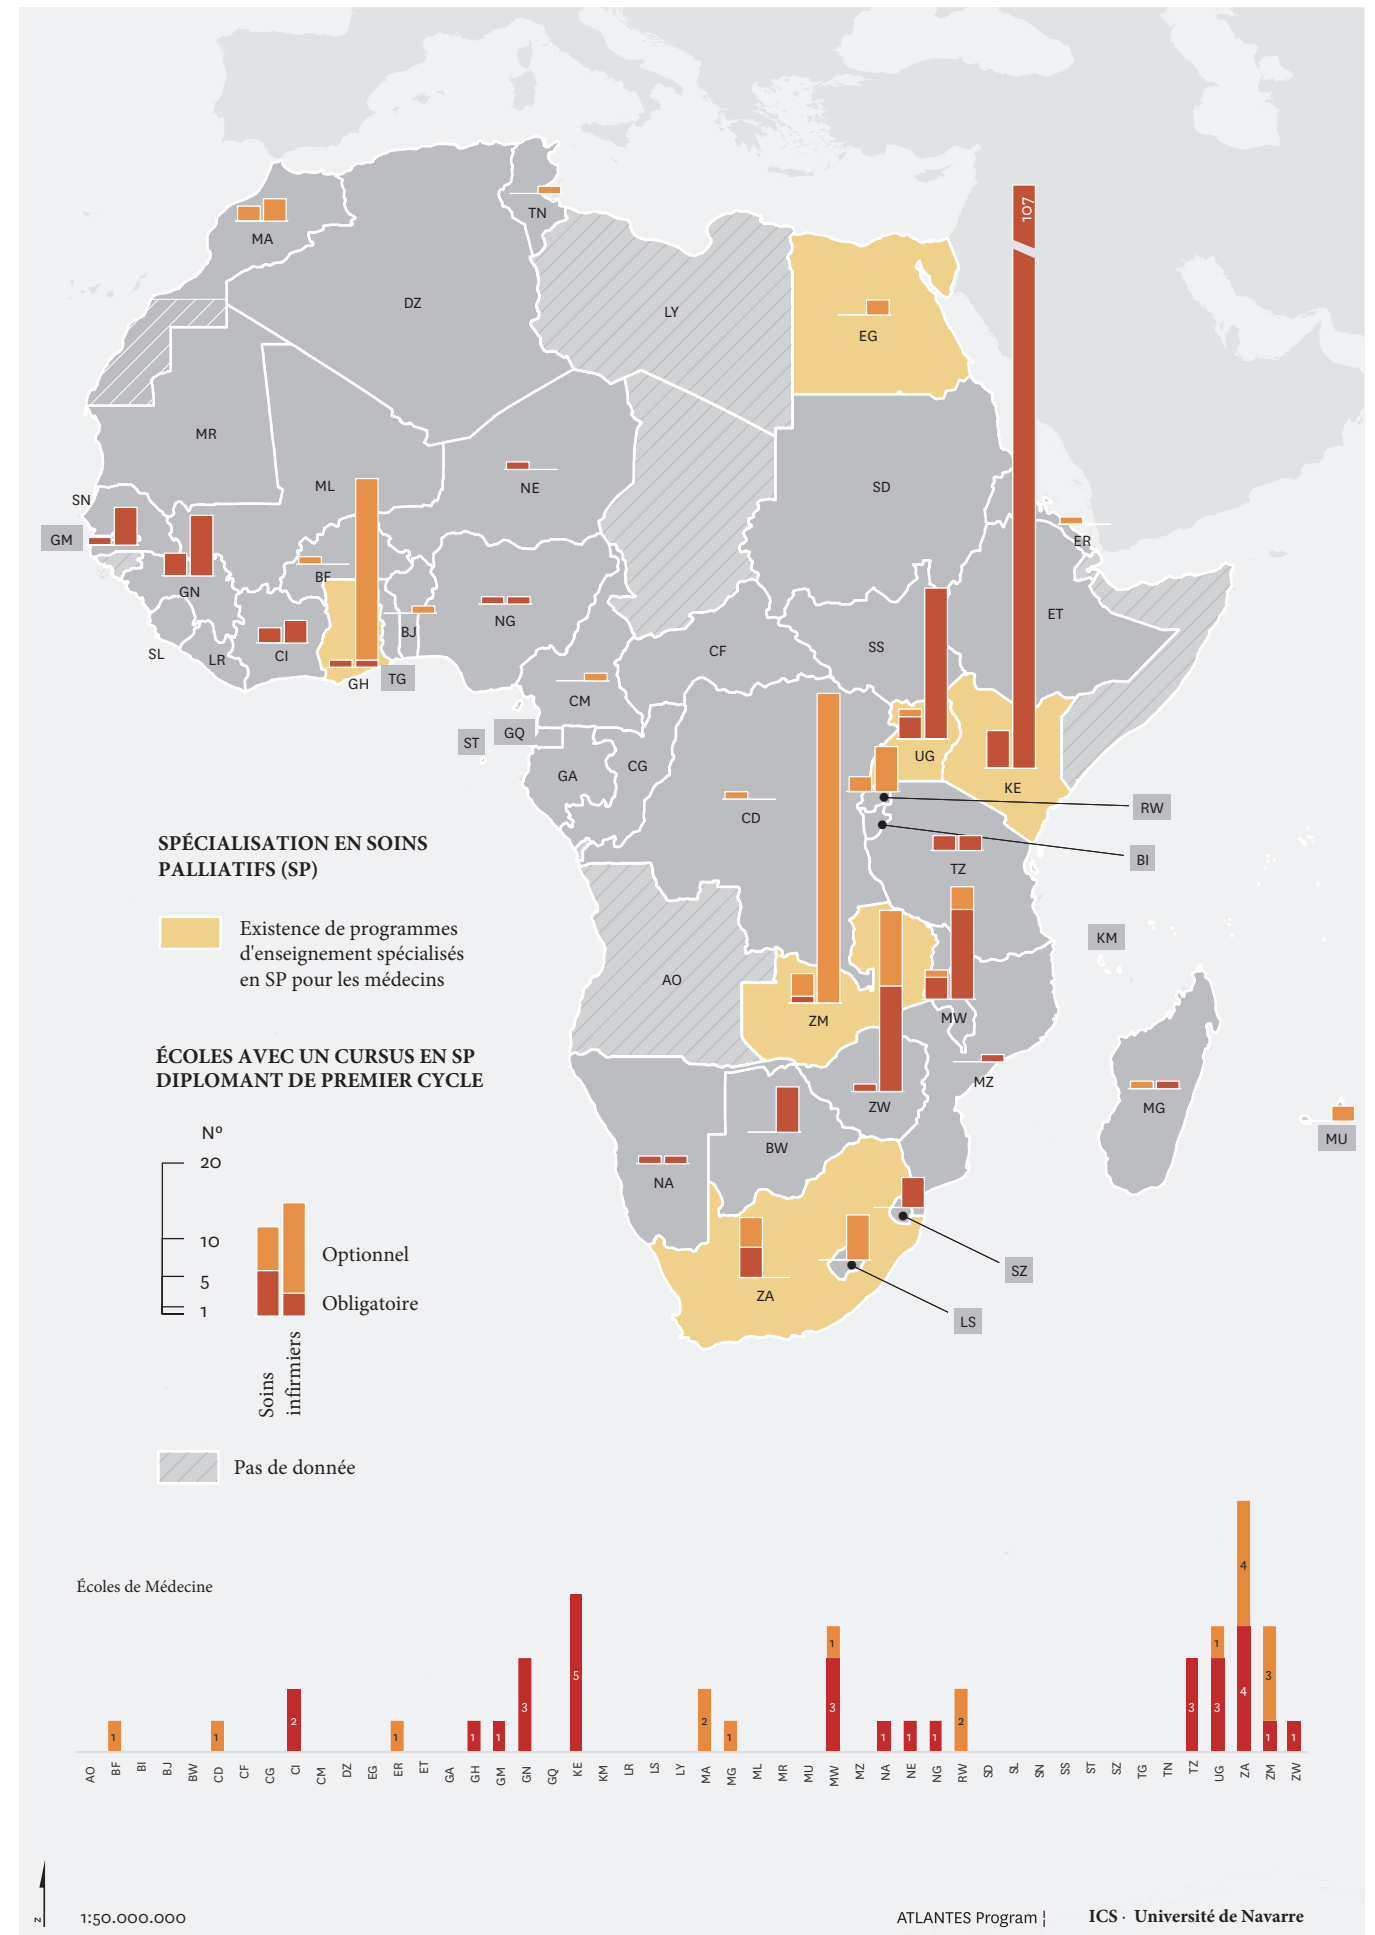 107
TN
MA
DZ
LY
EG
MR
ML
NE
SD
SN
GM
ER
BF
GN
NG
BJ
ET
SL
LR
CI
GH
TG
CF
SS
CM
GQ
ST
GA
CG
UG
KE
CD
RW
BI
TZ
SPÉCIALISATION EN SOINS
PALLIATIFS (SP)
Existence de programmes
d'enseignement spécialisés
en SP pour les médecins
KM
AO
ZM
MW
MZ
ZW
MG
MU
BW
NA
SZ
ZA
LS
ÉCOLES AVEC UN CURSUS EN SP
DIPLOMANT DE PREMIER CYCLE
Nº
20
10
5
1
Optionnel
Obligatoire
Soins
infirmiers
Pas de donnée
Écoles de Médecine
1 1 2 1 1 1 3 5 2 1 1 3 1 1 1 2 3 1 3 4 4 3 1 1
AO BF BI BJ BW CD CF CG CI CM DZ EG ER ET GA GH GM GN GQ KE KM LR LS LY MA MG ML MR MU MW MZ NA NE NG RW SD SL SN SS ST SZ TG TN TZ UG ZA ZM ZW
N
1:50.000.000
ATLANTES Program ¦ ICS · Université de Navarre